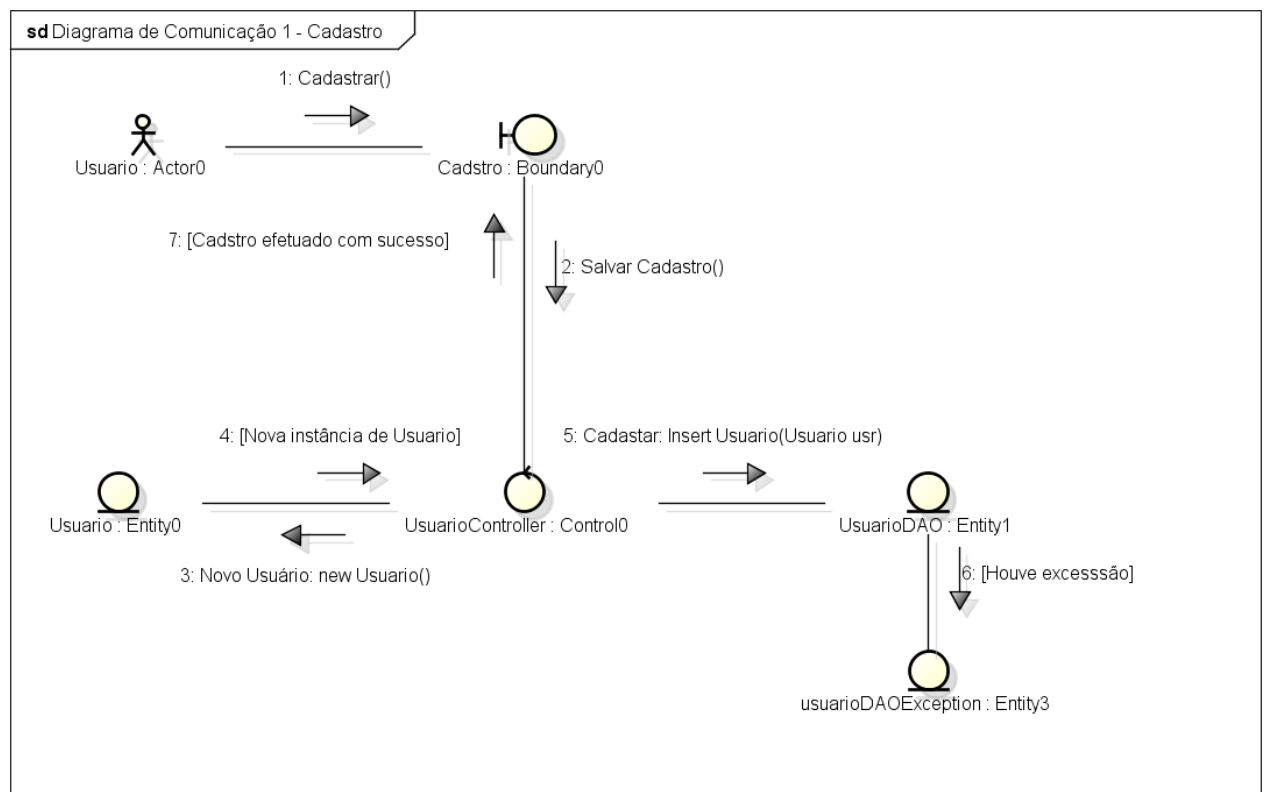 sd Diagrama de Comunicação 1 - Cadastro
1: Cadastrar()
Usuario : Actor0
Cadstro : Boundary0
7: [Cadstro efetuado com sucesso]
2: Salvar Cadastro()
4: [Nova instância de Usuario]
5: Cadastar: Insert Usuario(Usuario usr)
Usuario : Entity0
UsuarioController : Control0
UsuarioDAO : Entity1
3: Novo Usuário: new Usuario()
6: [Houve excesssão]
usuarioDAOException : Entity3